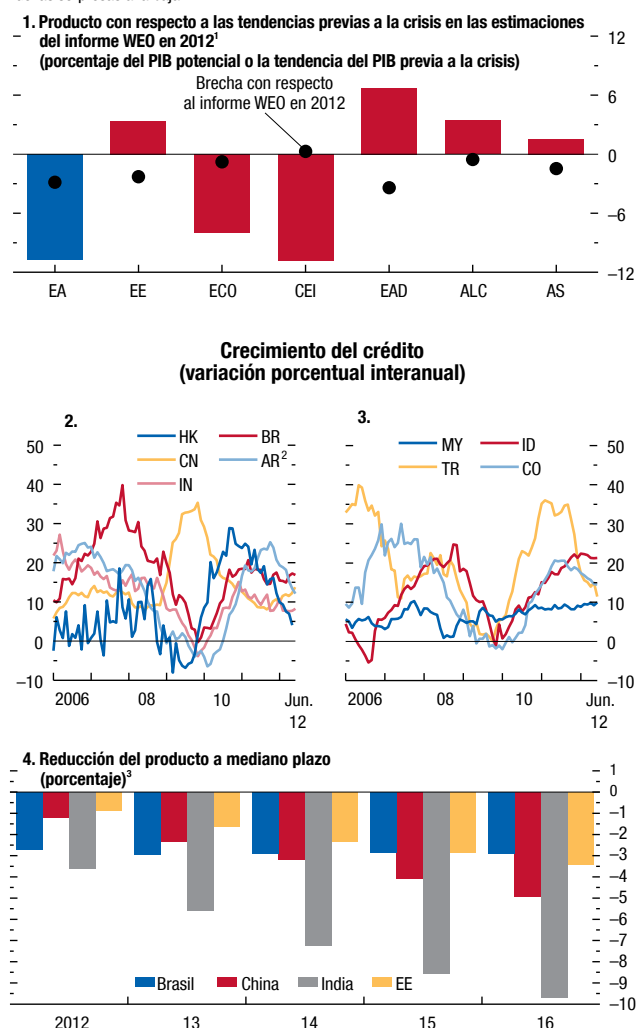 1. Producto con respecto a las tendencias previas a la crisis en las estimaciones
del informe WEO en 2012¹
(porcentaje del PIB potencial o la tendencia del PIB previa a la crisis)
Brecha con respecto
al informe WEO en 2012
12
6
0
–6
–12
EA EE ECO CEI EAD ALC AS
Crecimiento del crédito
(variación porcentual interanual)
2.
HK BR
CN AR²
IN
50
40
30
20
10
0
–10
2006 08 10 Jun.
12
3.
MY ID
TR CO
50
40
30
20
10
0
–10
2006 08 10 Jun.
12
4. Reducción del producto a mediano plazo
(porcentaje)³
1
0
–1
–2
–3
–4
–5
–6
–7
–8
–9
–10
Brasil China India EE
2012 13 14 15 16